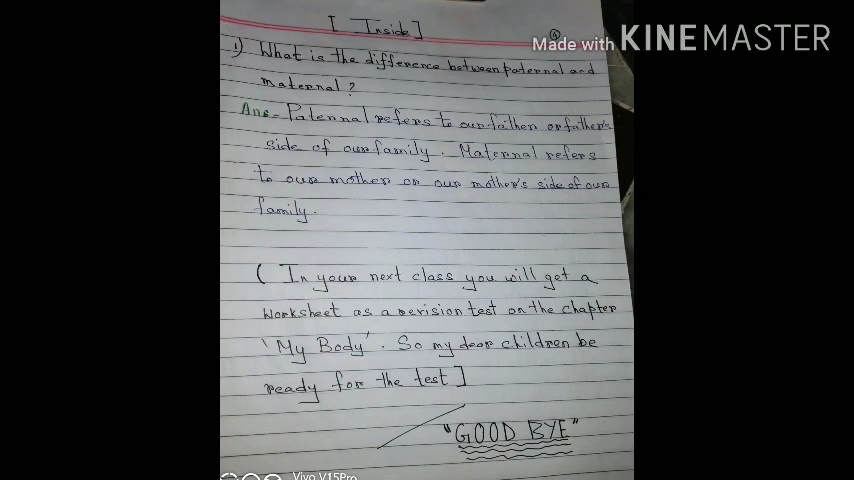 [ Inside ]
4
Made with KINEMASTER
1) What is the difference between paternal and
maternal ?
Ans - Paternal refers to our father or father's
side of our family. Maternal refers
to our mother or our mother's side of our
family.
( In your next class you will get a
worksheet as a revision test on the chapter
'My Body'. So my dear children be
ready for the test ]
"GOOD BYE"
Vivo V15Pro